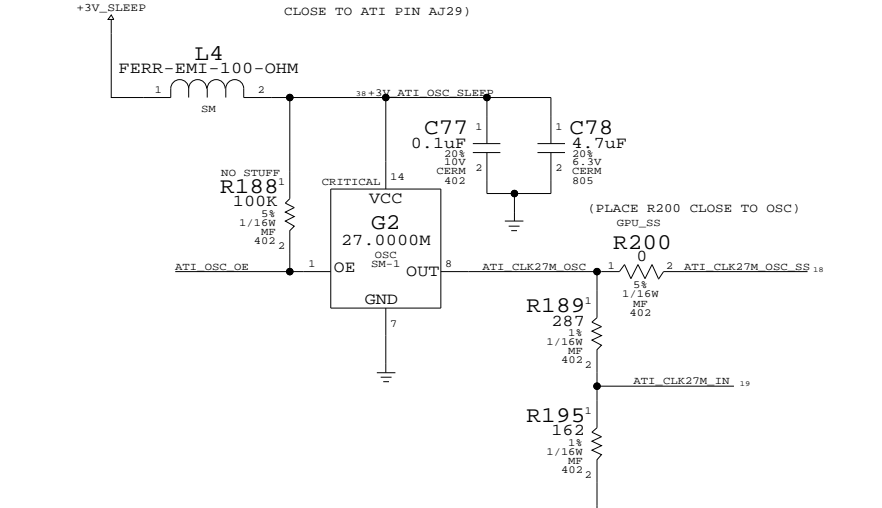 +3V_SLEEP
CLOSE TO ATI PIN AJ29)
L4
FERR-EMI-100-OHM
1
2
SM
38
+3V_ATI_OSC_SLEEP
C77
1
0.1uF
20%
10V
2
CERM
402
1
C78
4.7uF
20%
6.3V
2
CERM
805
NO STUFF
R188
1
100K
5%
1/16W
MF
402
2
CRITICAL
14
VCC
G2
27.0000M
OSC
SM-1
ATI_OSC_OE
1
OE
OUT
8
GND
7
(PLACE R200 CLOSE TO OSC)
GPU_SS
R200
0
ATI_CLK27M_OSC
1
2
ATI_CLK27M_OSC_SS
18
5%
1/16W
MF
402
R189
1
287
1%
1/16W
MF
402
2
ATI_CLK27M_IN
19
R195
1
162
1%
1/16W
MF
402
2